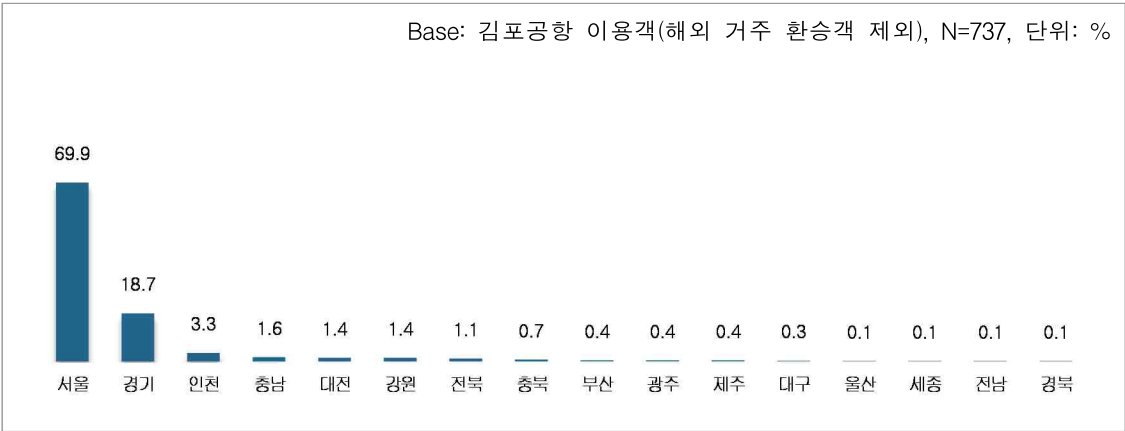 Base: 김포공항 이용객(해외 거주 환승객 제외), N=737, 단위: %
69.9
18.7
3.3 1.6 1.4 1.4 1.1 0.7 0.4 0.4 0.4 0.3 0.1 0.1 0.1 0.1
서울 경기 인천 충남 대전 강원 전북 충북 부산 광주 제주 대구 울산 세종 전남 경북